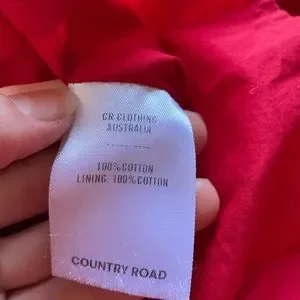 CR CLOTHING
AUSTRALIA
100%COTTON
LINING: 100%COTTON
COUNTRY ROAD